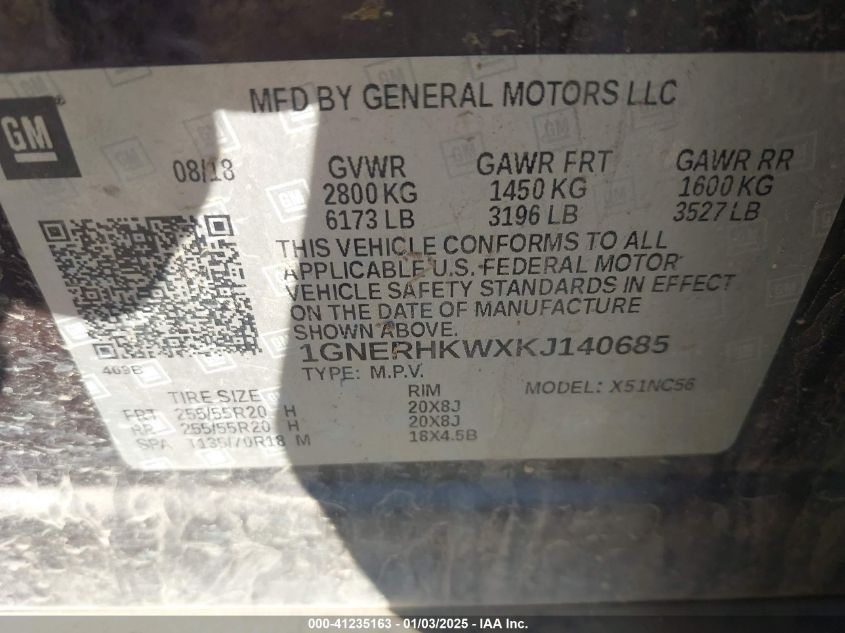 GM
MFD BY GENERAL MOTORS LLC
08/18 GVWR GAWR FRT GAWR RR
2800 KG 1450 KG 1600 KG
6173 LB 3196 LB 3527 LB
THIS VEHICLE CONFORMS TO ALL
APPLICABLE U.S. FEDERAL MOTOR
VEHICLE SAFETY STANDARDS IN EFFECT
ON THE DATE OF MANUFACTURE
SHOWN ABOVE.
1GNERHKWXKJ140685
469B TYPE: M.P.V. MODEL: X51NC56
TIRE SIZE RIM
FRT 255/55R20 H 20X8J
RR 255/55R20 H 20X8J
SPA T135/70R18 M 18X4.5B
000-41235163 - 01/03/2025 - IAA Inc.